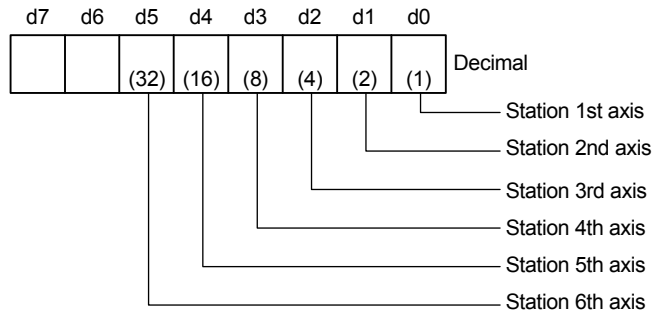 d7 d6 d5 d4 d3 d2 d1 d0
Decimal
(32) (16) (8) (4) (2) (1)
Station 1st axis
Station 2nd axis
Station 3rd axis
Station 4th axis
Station 5th axis
Station 6th axis